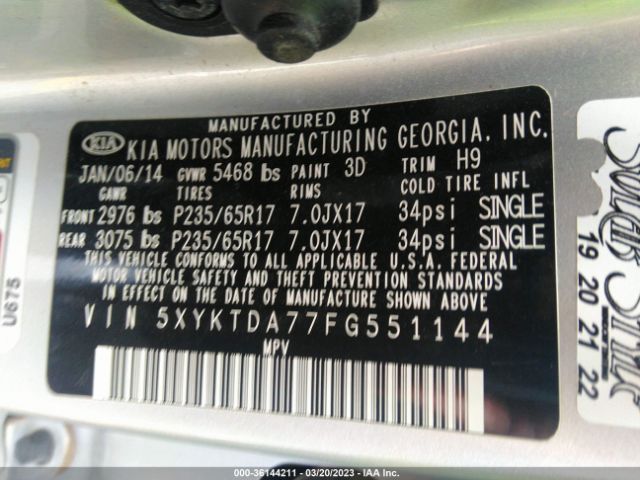 MANUFACTURED BY
KIA KIA MOTORS MANUFACTURING GEORGIA, INC.
JAN/06/14 GVWR 5468 lbs PAINT 3D TRIM H9
GAWR TIRES RIMS COLD TIRE INFL
FRONT 2976 lbs P235/65R17 7.0JX17 34psi SINGLE
REAR 3075 lbs P235/65R17 7.0JX17 34psi SINGLE
THIS VEHICLE CONFORMS TO ALL APPLICABLE U.S.A. FEDERAL
MOTOR VEHICLE SAFETY AND THEFT PREVENTION STANDARDS
IN EFFECT ON THE DATE OF MANUFACTURE SHOWN ABOVE.
VIN 5XYKTDA77FG551144
MPV
U675
19 20 21 22
000-36144211 - 03/20/2023 - IAA Inc.